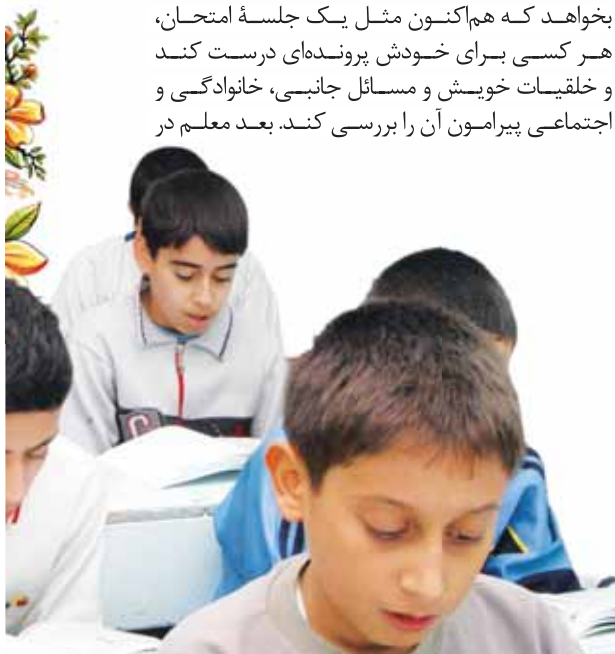 بخواهد که هم‌اکنون مثل یک جلسهٔ امتحان،
هر کسی برای خودش پرونده‌ای درست کند
و خلقیات خویش و مسائل جانبی، خانوادگی و
اجتماعی پیرامون آن را بررسی کند. بعد معلم در